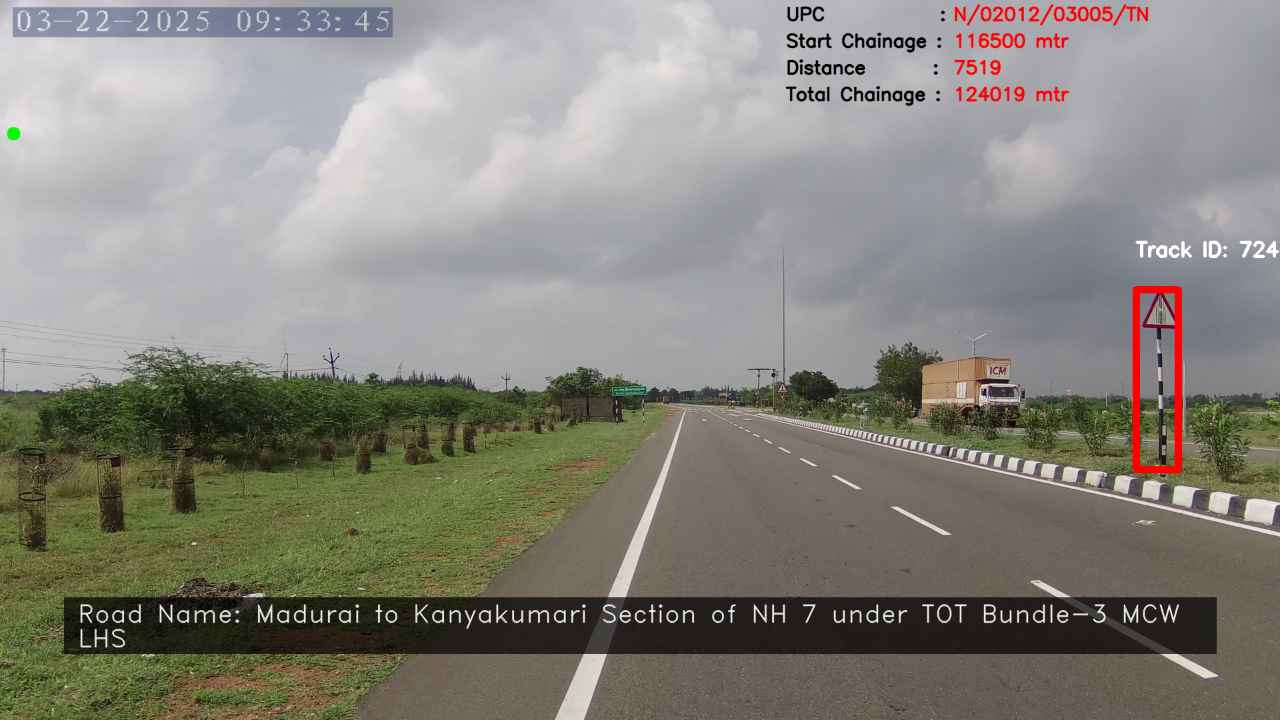 03-22-2025 09:33:45
UPC : N/02012/03005/TN
Start Chainage : 116500 mtr
Distance : 7519
Total Chainage : 124019 mtr
Track ID: 724
ICM
Road Name: Madurai to Kanyakumari Section of NH 7 under TOT Bundle-3 MCW
LHS